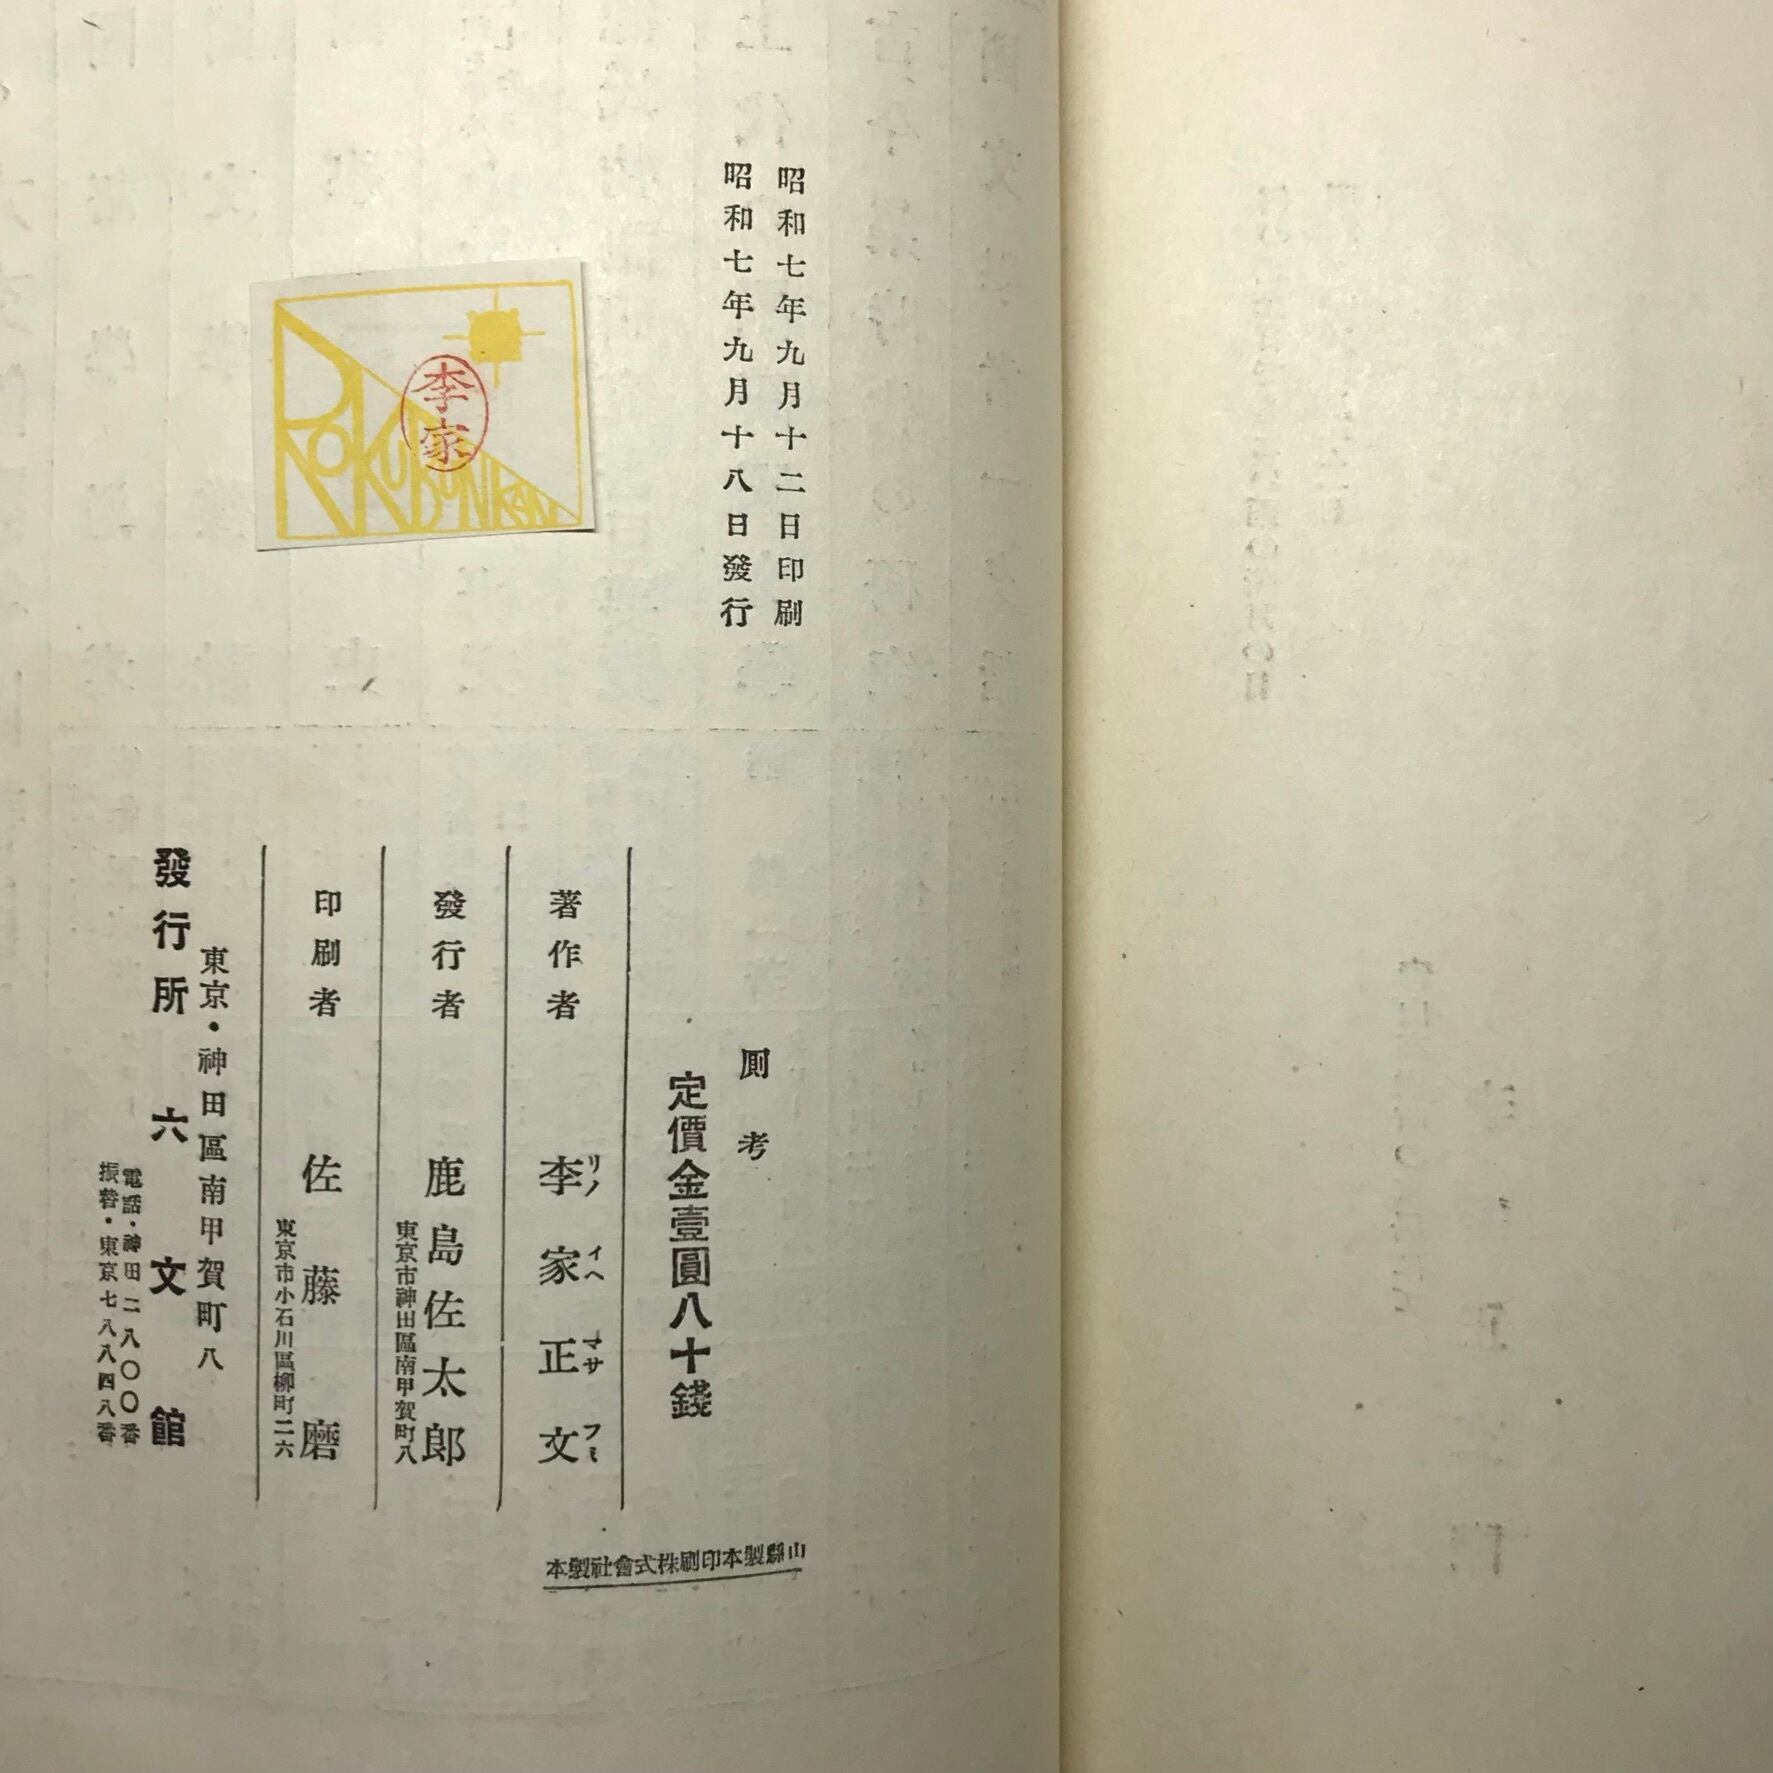 昭和七年九月十二日印刷
昭和七年九月十八日發行
ROKUBUNKAN
李家
厠考
定價金壹圓八十錢
著作者 李家正文
リノ イヘ マサ フミ
發行者 鹿島佐太郎
東京市神田區南甲賀町八
印刷者 佐藤磨
東京市小石川區柳町二六
東京・神田區南甲賀町八
發行所 六文館
電話・神田二八〇〇番
振替・東京七八八四八番
本製社會式株刷印本製縣山